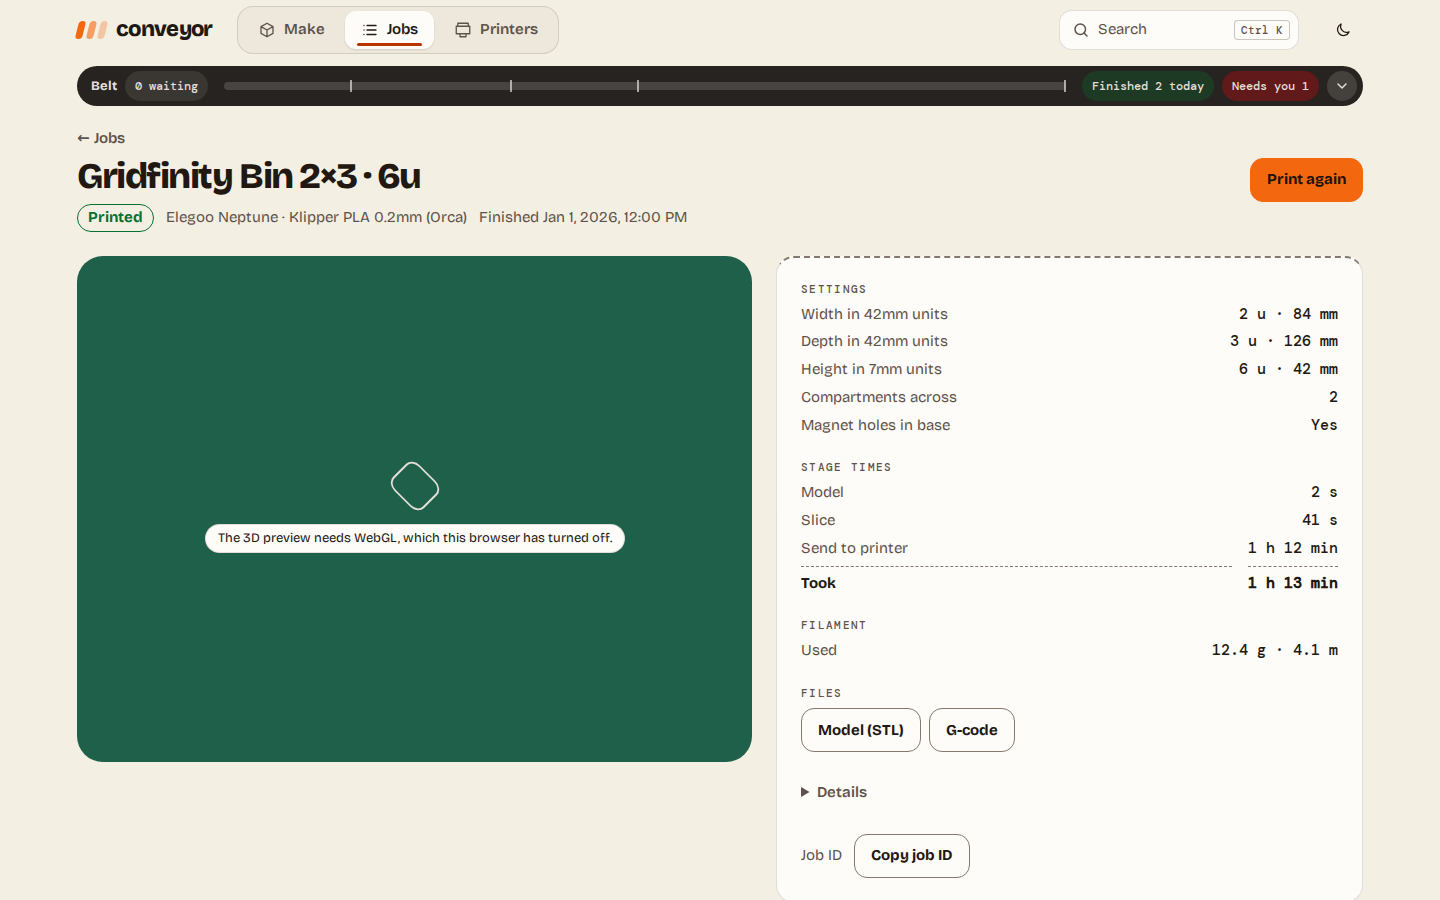 conveyor
Make
Jobs
Printers
Search
Ctrl K
Belt
0 waiting
Finished 2 today
Needs you 1
← Jobs
Gridfinity Bin 2×3 · 6u
Print again
Printed
Elegoo Neptune · Klipper PLA 0.2mm (Orca)
Finished Jan 1, 2026, 12:00 PM
The 3D preview needs WebGL, which this browser has turned off.
SETTINGS
Width in 42mm units 2 u · 84 mm
Depth in 42mm units 3 u · 126 mm
Height in 7mm units 6 u · 42 mm
Compartments across 2
Magnet holes in base Yes
STAGE TIMES
Model 2 s
Slice 41 s
Send to printer 1 h 12 min
Took 1 h 13 min
FILAMENT
Used 12.4 g · 4.1 m
FILES
Model (STL)
G-code
Details
Job ID
Copy job ID